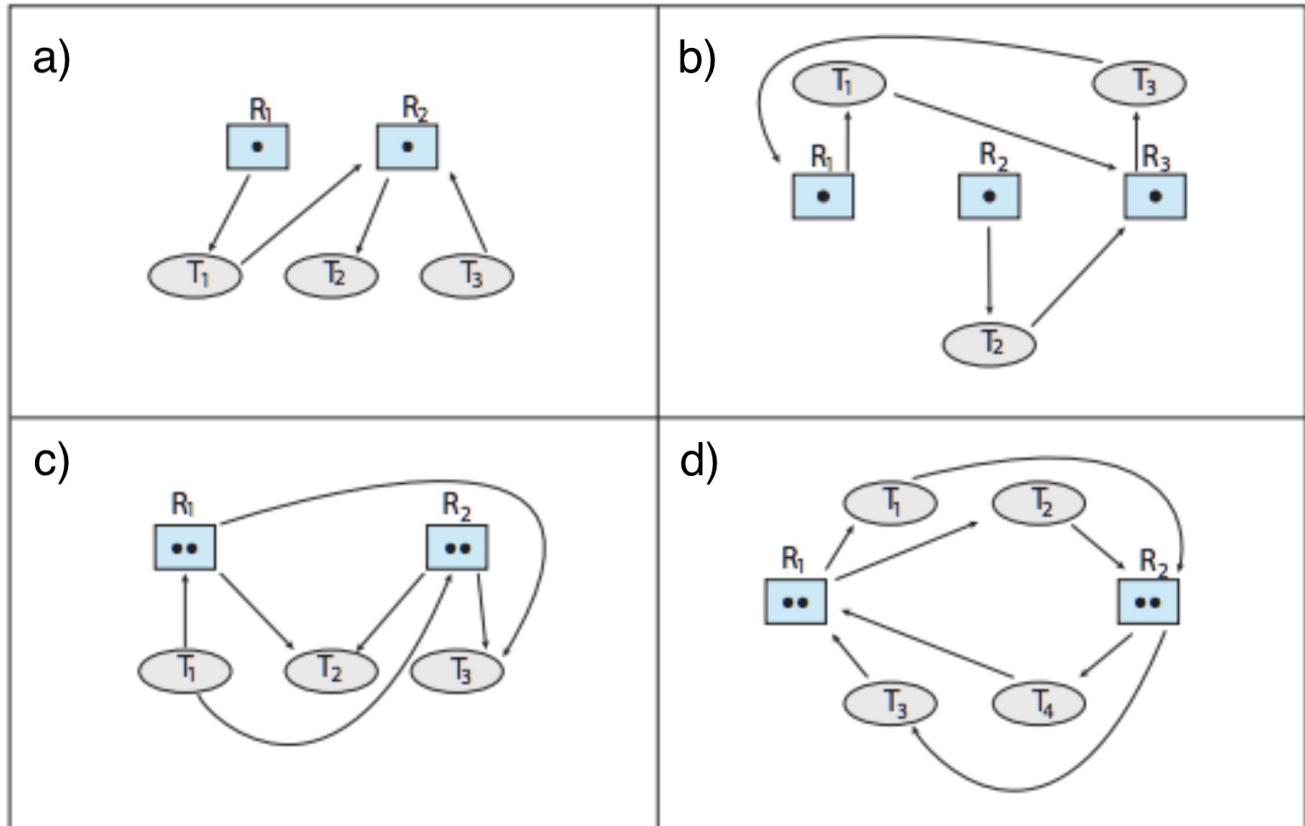 a)
R₁ R₂
T₁ T₂ T₃
b)
T₁ T₃
R₁ R₂ R₃
T₂
c)
R₁ R₂
T₁ T₂ T₃
d)
T₁ T₂
R₁ R₂
T₃ T₄